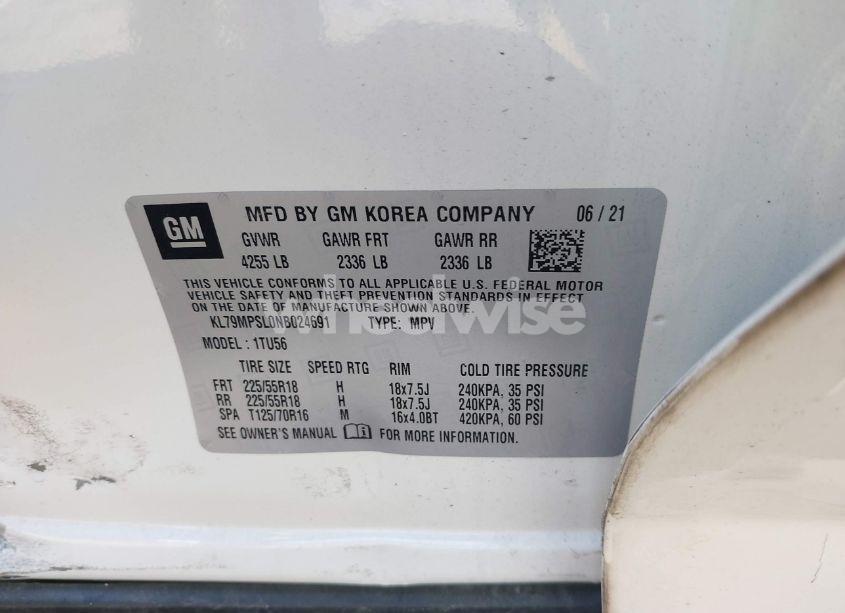 GM MFD BY GM KOREA COMPANY 06 / 21
GVWR GAWR FRT GAWR RR
4255 LB 2336 LB 2336 LB
THIS VEHICLE CONFORMS TO ALL APPLICABLE U.S. FEDERAL MOTOR
VEHICLE SAFETY AND THEFT PREVENTION STANDARDS IN EFFECT
ON THE DATE OF MANUFACTURE SHOWN ABOVE.
KL79MPSL0NB024691 TYPE: MPV
wheelwise
MODEL: 1TU56
TIRE SIZE SPEED RTG RIM COLD TIRE PRESSURE
FRT 225/55R18 H 18x7.5J 240KPA, 35 PSI
RR 225/55R18 H 18x7.5J 240KPA, 35 PSI
SPA T125/70R16 M 16x4.0BT 420KPA, 60 PSI
SEE OWNER'S MANUAL FOR MORE INFORMATION.